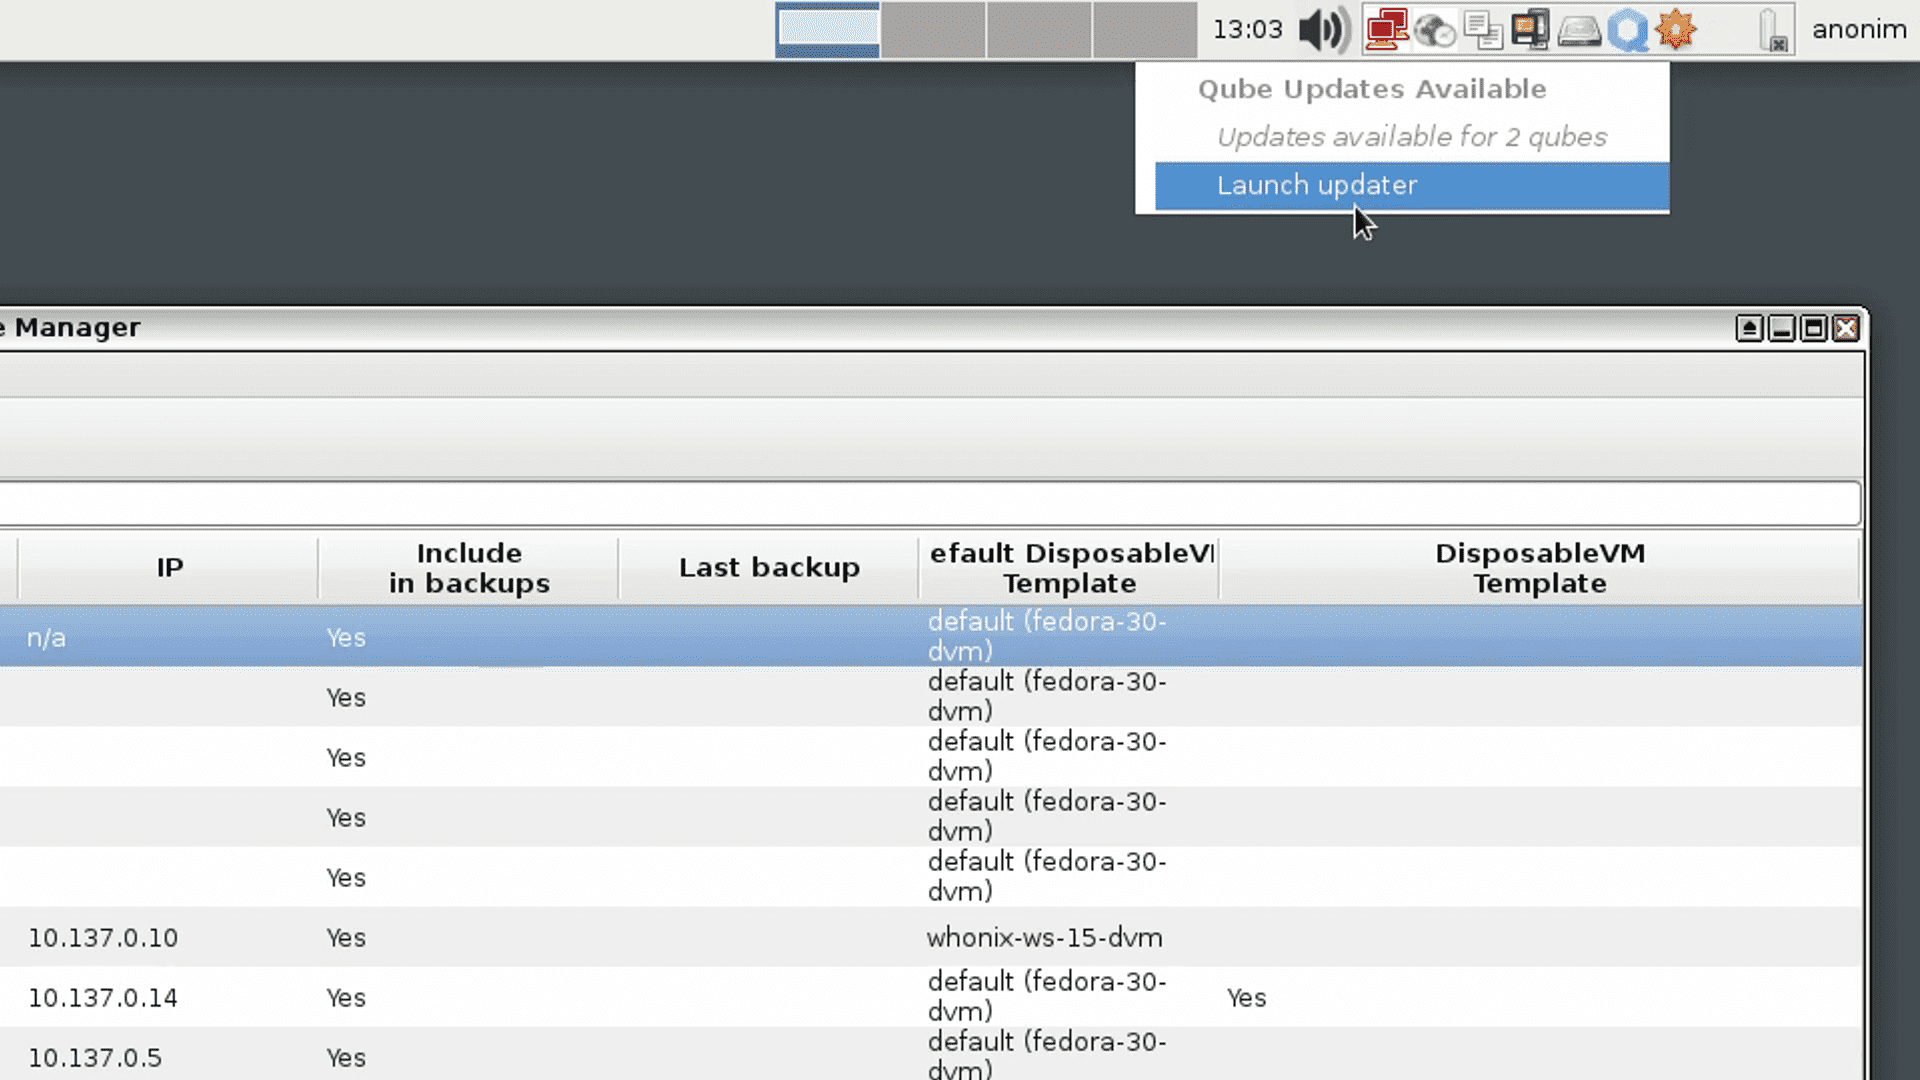 13:03
anonim
Qube Updates Available
Updates available for 2 qubes
Launch updater
e Manager
IP
Include
in backups
Last backup
efault DisposableV
Template
DisposableVM
Template
n/a
Yes
default (fedora-30-
dvm)
Yes
default (fedora-30-
dvm)
Yes
default (fedora-30-
dvm)
Yes
default (fedora-30-
dvm)
Yes
default (fedora-30-
dvm)
10.137.0.10
Yes
whonix-ws-15-dvm
10.137.0.14
Yes
default (fedora-30-
dvm)
Yes
10.137.0.5
Yes
default (fedora-30-
dvm)